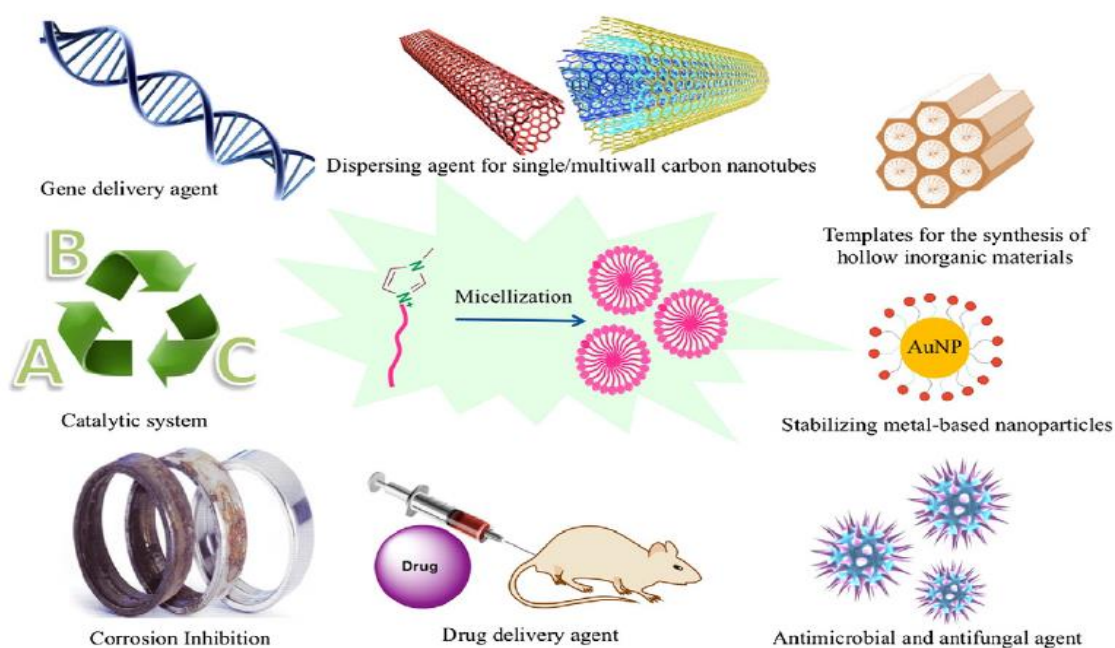 Gene delivery agent
Dispersing agent for single/multiwall carbon nanotubes
Templates for the synthesis of
hollow inorganic materials
B
A
C
Catalytic system
N
N+
Micellization
AuNP
Stabilizing metal-based nanoparticles
Corrosion Inhibition
Drug
Drug delivery agent
Antimicrobial and antifungal agent